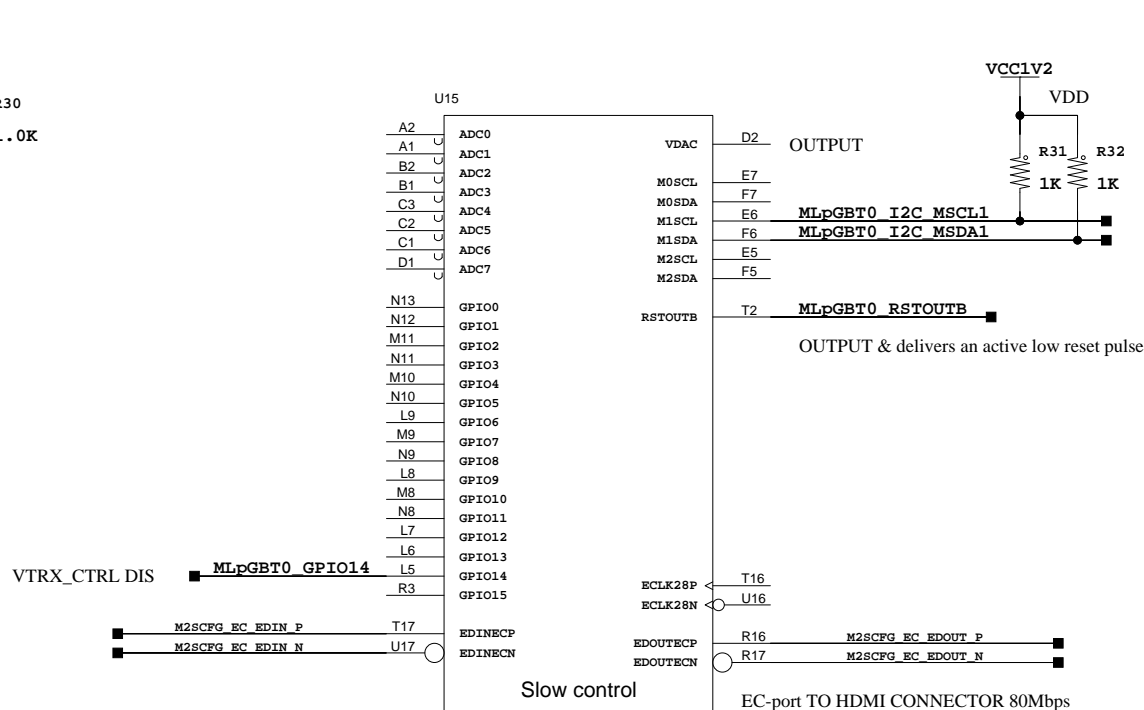 VCC1V2
VDD
R30
1.0K
U15
R31
1K
R32
1K
A2 ADC0
A1 ADC1
B2 ADC2
B1 ADC3
C3 ADC4
C2 ADC5
C1 ADC6
D1 ADC7
VDAC D2 OUTPUT
M0SCL E7
M0SDA F7
M1SCL E6 MLpGBT0_I2C_MSCL1
M1SDA F6 MLpGBT0_I2C_MSDA1
M2SCL E5
M2SDA F5
RSTOUTB T2 MLpGBT0_RSTOUTB
OUTPUT & delivers an active low reset pulse
N13 GPIO0
N12 GPIO1
M11 GPIO2
N11 GPIO3
M10 GPIO4
N10 GPIO5
L9 GPIO6
M9 GPIO7
N9 GPIO8
L8 GPIO9
M8 GPIO10
N8 GPIO11
L7 GPIO12
L6 GPIO13
VTRX_CTRL DIS MLpGBT0_GPIO14 L5 GPIO14
R3 GPIO15
ECLK28P T16
ECLK28N U16
M2SCFG_EC_EDIN_P T17 EDINECP
M2SCFG_EC_EDIN_N U17 EDINECN
EDOUTECP R16 M2SCFG_EC_EDOUT_P
EDOUTECN R17 M2SCFG_EC_EDOUT_N
Slow control
EC-port TO HDMI CONNECTOR 80Mbps